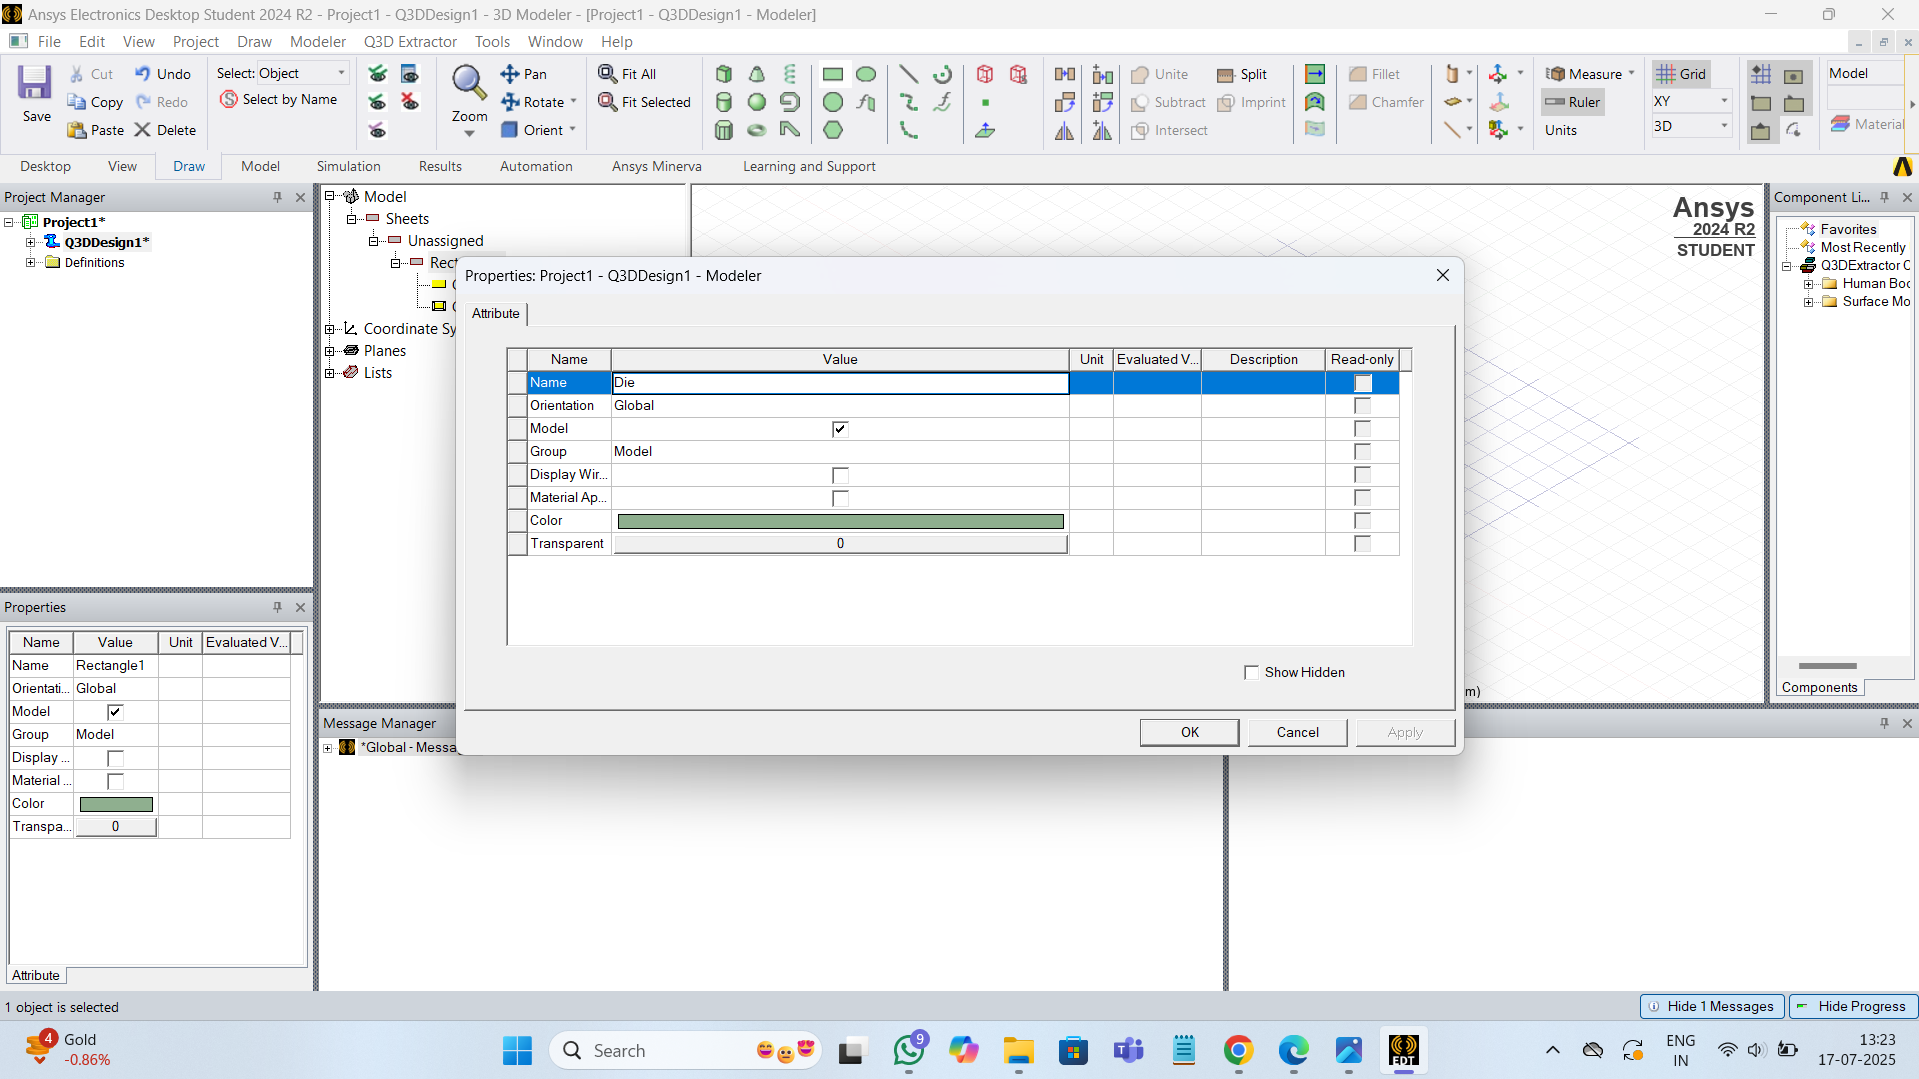 Ansys Electronics Desktop Student 2024 R2 - Project1 - Q3DDesign1 - 3D Modeler - [Project1 - Q3DDesign1 - Modeler]
File Edit View Project Draw Modeler Q3D Extractor Tools Window Help
Save
Cut
Copy
Paste
Undo
Redo
Delete
Select: Object
Select by Name
Zoom
Pan
Rotate
Orient
Fit All
Fit Selected
Unite
Subtract
Intersect
Split
Imprint
Fillet
Chamfer
Measure
Ruler
Units
Grid
XY
3D
Model
Material
Desktop View Draw Model Simulation Results Automation Ansys Minerva Learning and Support
Project Manager
Project1*
Q3DDesign1*
Definitions
Model
Sheets
Unassigned
Rect
Coordinate Sy
Planes
Lists
Ansys
2024 R2
STUDENT
m)
Component Li...
Favorites
Most Recently
Q3DExtractor C
Human Boo
Surface Mo
Components
Properties: Project1 - Q3DDesign1 - Modeler
Attribute
Name Value Unit Evaluated V... Description Read-only
Name Die
Orientation Global
Model
Group Model
Display Wir...
Material Ap...
Color
Transparent 0
Show Hidden
OK Cancel Apply
Properties
Name Value Unit Evaluated V...
Name Rectangle1
Orientati... Global
Model
Group Model
Display ...
Material ...
Color
Transpa... 0
Attribute
Message Manager
*Global - Messa
1 object is selected
Hide 1 Messages Hide Progress
4
Gold
-0.86%
Search
9
EDT
ENG
IN
13:23
17-07-2025